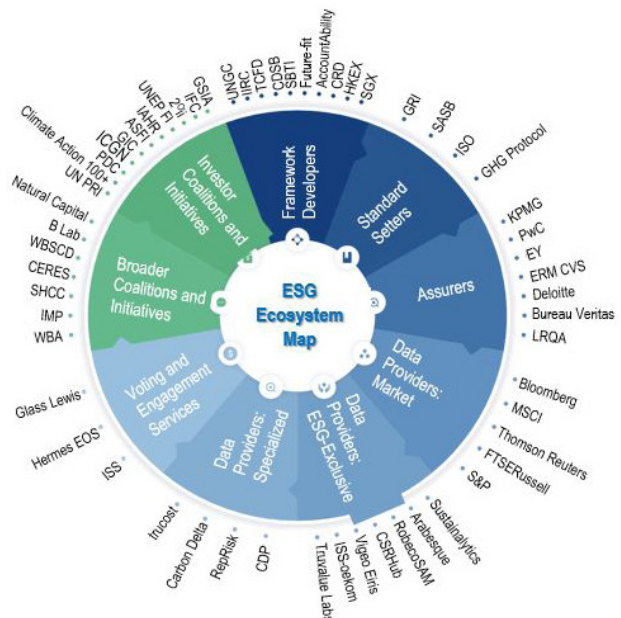 ESG
Ecosystem
Map
Framework
Developers
UNGC
IIRC
TCFD
CDSB
SBTI
Future-fit
AccountAbility
CRD
HKEX
SGX
Standard
Setters
GRI
SASB
ISO
GHG Protocol
Assurers
KPMG
PwC
EY
ERM CVS
Deloitte
Bureau Veritas
LRQA
Data
Providers:
Market
Bloomberg
MSCI
Thomson Reuters
FTSERussell
S&P
Data
Providers:
ESG-Exclusive
Sustainalytics
Arabesque
RobecoSAM
CSRHub
Vigeo Eiris
ISS-oekom
Truvalue Labs
Data
Providers:
Specialized
CDP
RepRisk
Carbon Delta
trucost
Voting and
Engagement
Services
ISS
Hermes EOS
Glass Lewis
Broader
Coalitions and
Initiatives
WBA
IMP
SHCC
CERES
WBSCD
B Lab
Natural Capital
Investor
Coalitions and
Initiatives
UN PRI
Climate Action 100+
PDC
ICGN
GLC
ASFI
IAHR
UNEP FI
2°ii
IFC
GSIA